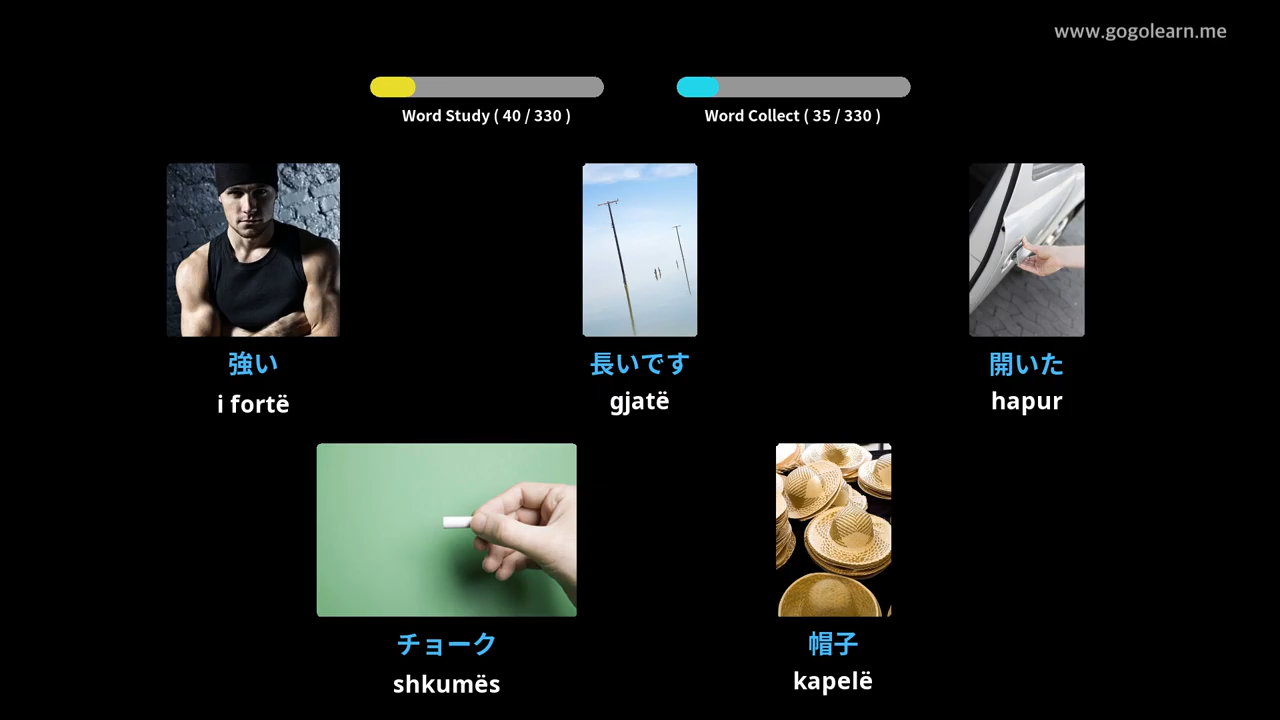 www.gogolearn.me
Word Study ( 40 / 330 )
Word Collect ( 35 / 330 )
強い
i fortë
長いです
gjatë
開いた
hapur
チョーク
shkumës
帽子
kapelë